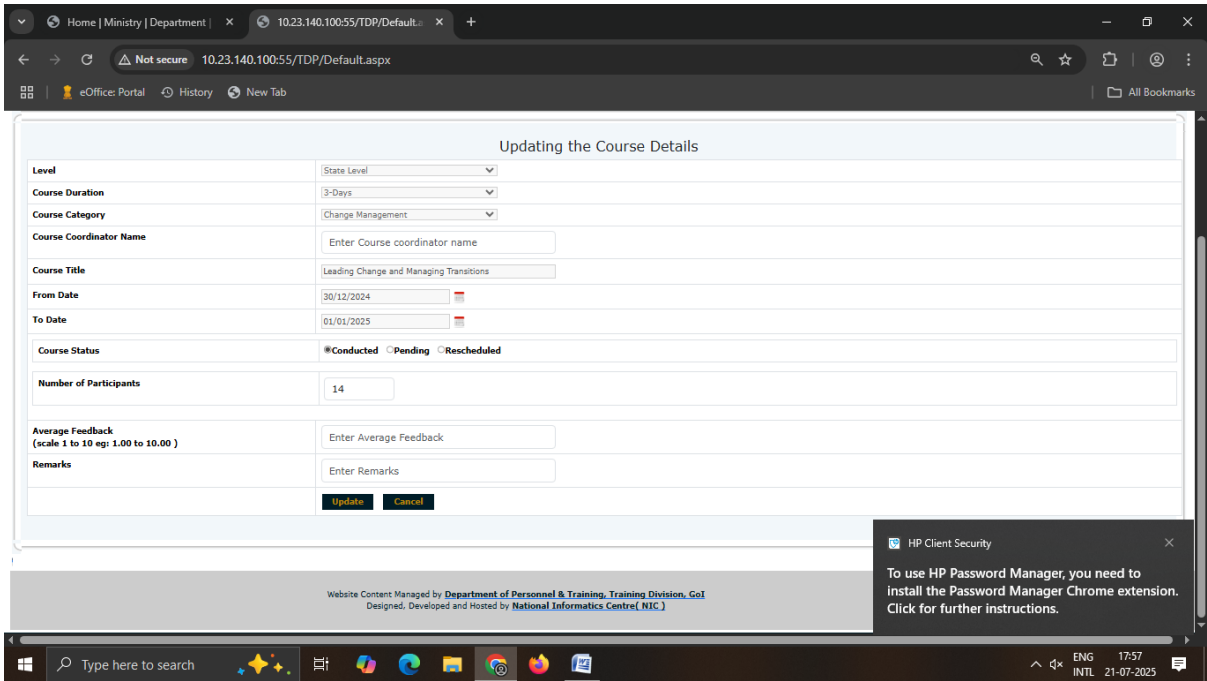 Home | Ministry | Department |
10.23.140.100:55/TDP/Default.a
Not secure
10.23.140.100:55/TDP/Default.aspx
eOffice: Portal
History
New Tab
All Bookmarks
Updating the Course Details
Level
State Level
Course Duration
3-Days
Course Category
Change Management
Course Coordinator Name
Enter Course coordinator name
Course Title
Leading Change and Managing Transitions
From Date
30/12/2024
To Date
01/01/2025
Course Status
Conducted Pending Rescheduled
Number of Participants
14
Average Feedback
(scale 1 to 10 eg: 1.00 to 10.00 )
Enter Average Feedback
Remarks
Enter Remarks
Update Cancel
Website Content Managed by Department of Personnel & Training, Training Division, GoI
Designed, Developed and Hosted by National Informatics Centre( NIC )
HP Client Security
To use HP Password Manager, you need to
install the Password Manager Chrome extension.
Click for further instructions.
Type here to search
ENG
INTL
17:57
21-07-2025